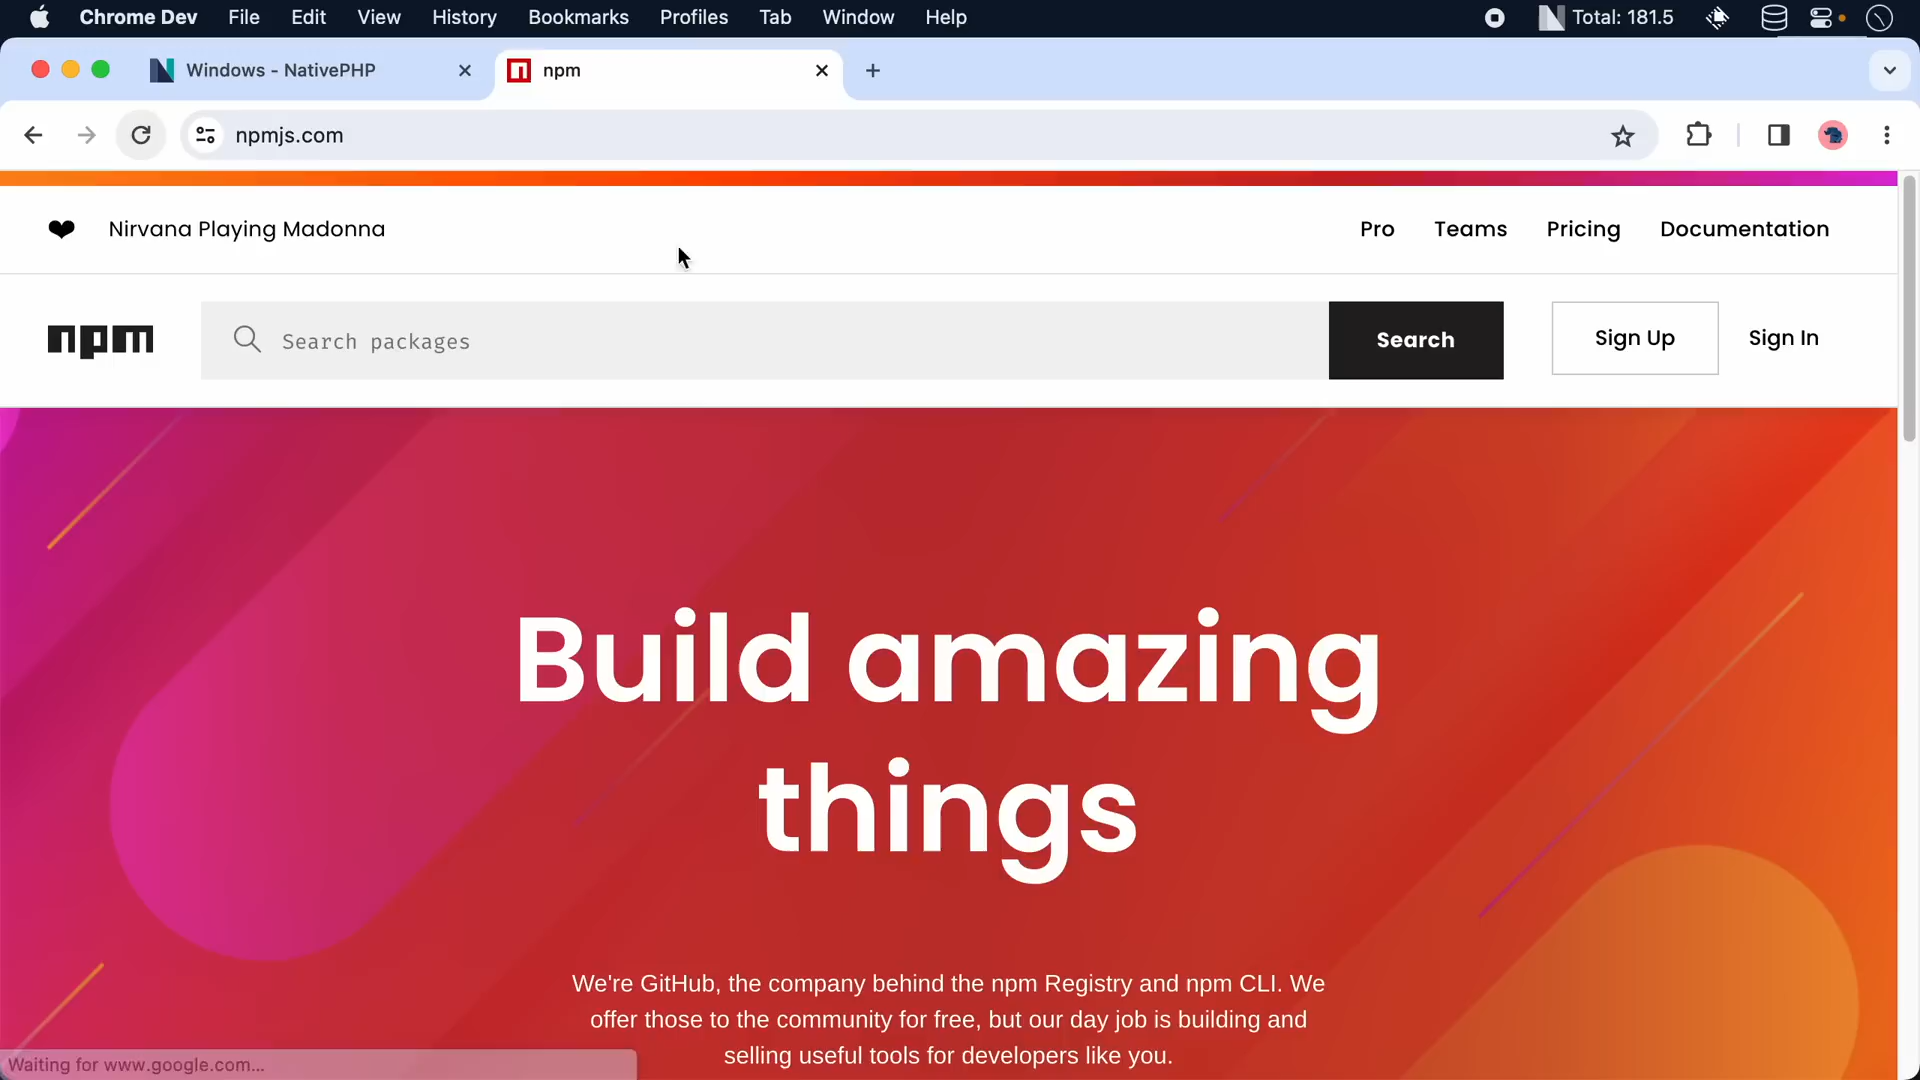 Chrome Dev File Edit View History Bookmarks Profiles Tab Window Help Total: 181.5
Windows - NativePHP npm
npmjs.com
Nirvana Playing Madonna Pro Teams Pricing Documentation
npm Search packages Search Sign Up Sign In
Build amazing
things
We're GitHub, the company behind the npm Registry and npm CLI. We
offer those to the community for free, but our day job is building and
selling useful tools for developers like you.
Waiting for www.google.com...